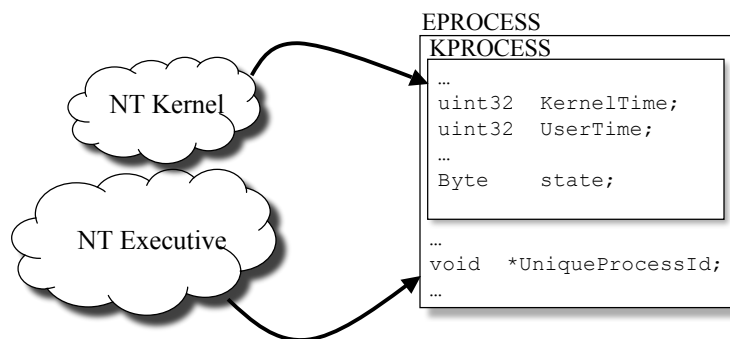 EPROCESS
KPROCESS
NT Kernel
…
uint32 KernelTime;
uint32 UserTime;
…
Byte state;
NT Executive
…
void *UniqueProcessId;
…